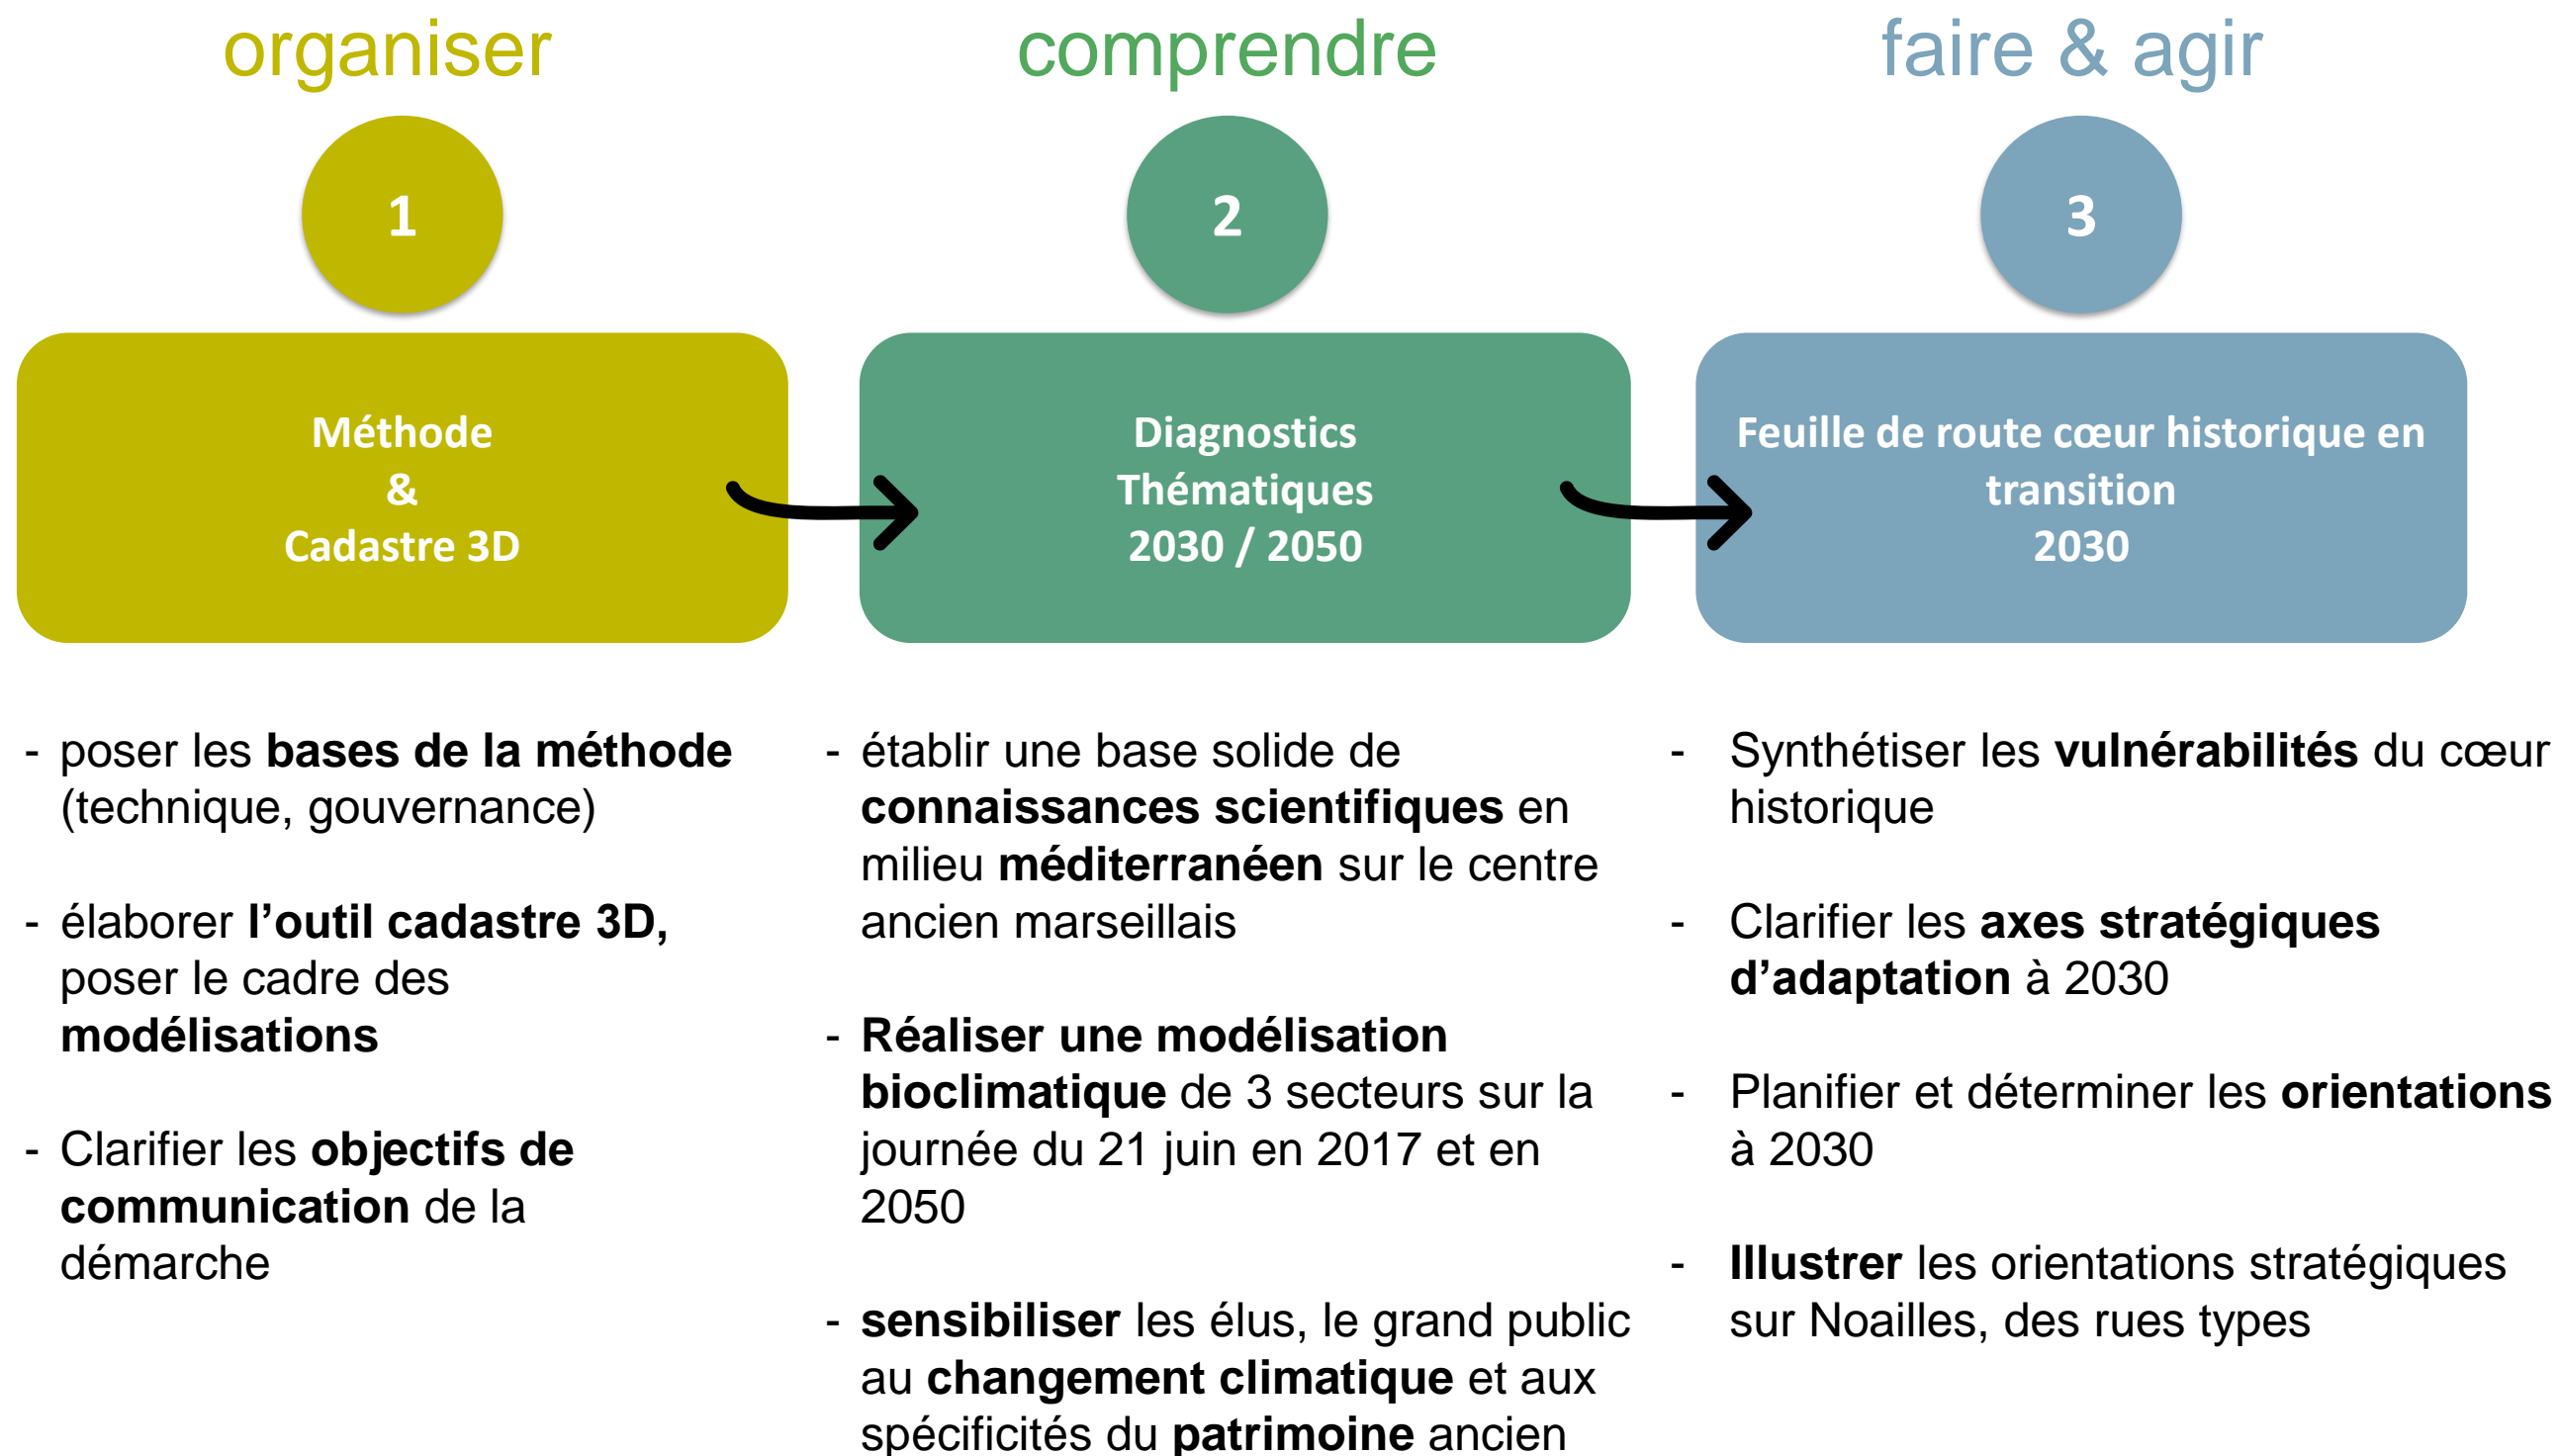 organiser
1
Méthode
&
Cadastre 3D
- poser les bases de la méthode
(technique, gouvernance)
- élaborer l’outil cadastre 3D,
poser le cadre des
modélisations
- Clarifier les objectifs de
communication de la
démarche
comprendre
2
Diagnostics
Thématiques
2030 / 2050
- établir une base solide de
connaissances scientifiques en
milieu méditerranéen sur le centre
ancien marseillais
- Réaliser une modélisation
bioclimatique de 3 secteurs sur la
journée du 21 juin en 2017 et en
2050
- sensibiliser les élus, le grand public
au changement climatique et aux
spécificités du patrimoine ancien
faire & agir
3
Feuille de route cœur historique en
transition
2030
- Synthétiser les vulnérabilités du cœur
historique
- Clarifier les axes stratégiques
d’adaptation à 2030
- Planifier et déterminer les orientations
à 2030
- Illustrer les orientations stratégiques
sur Noailles, des rues types